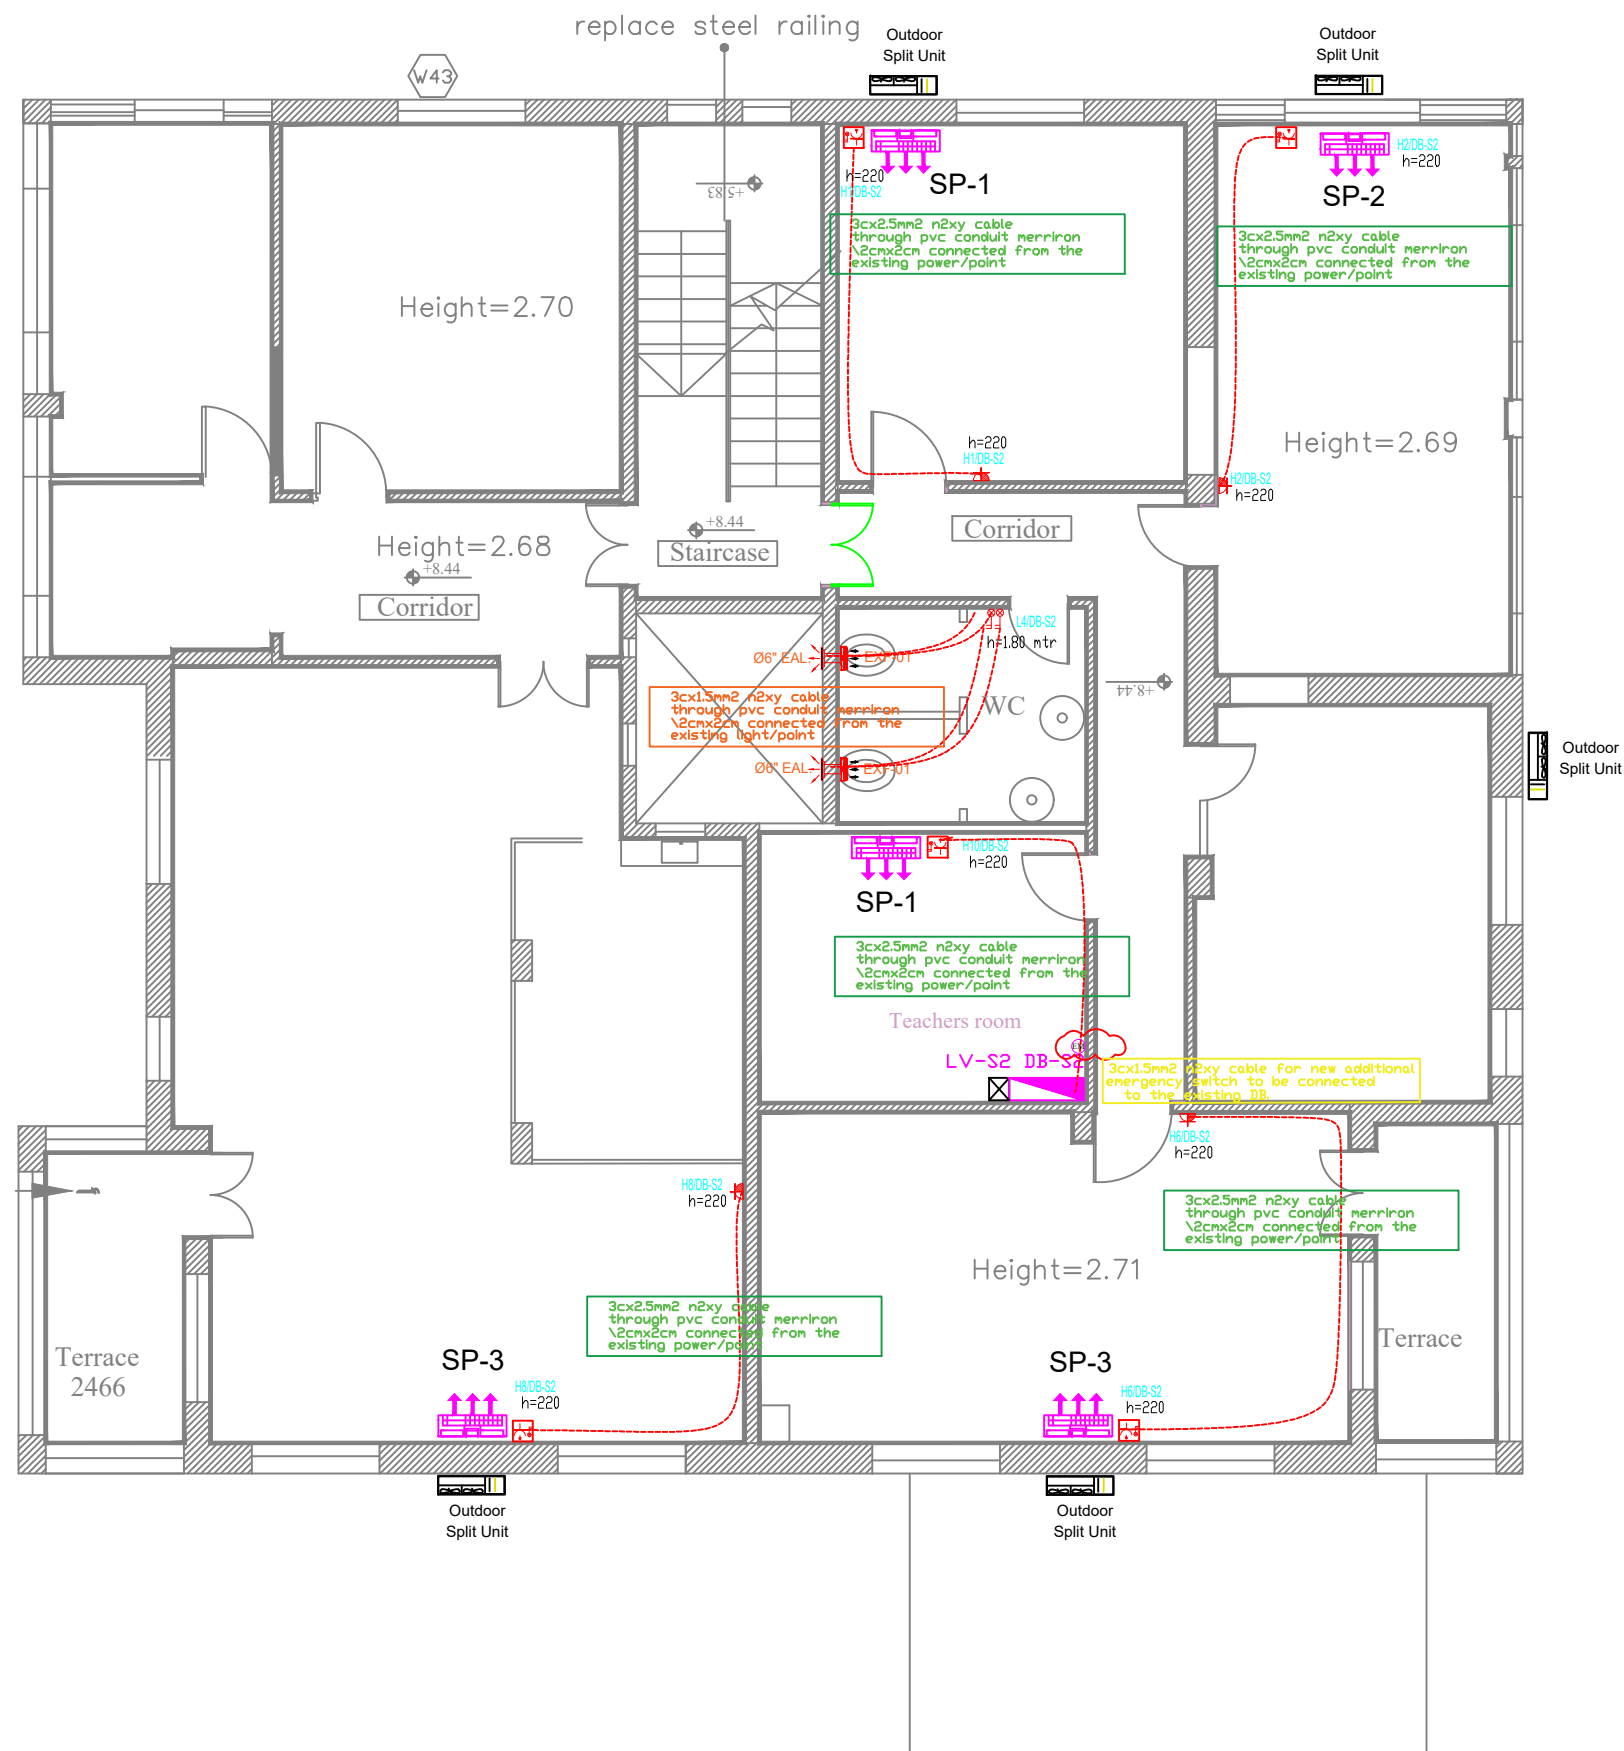 replace steel railing
Outdoor
Split Unit
Outdoor
Split Unit
W43
H2/DB-S2
h=220
SP-2
h=220
H1/DB-S2
SP-1
+5.83
3cx2.5mm2 n2xy cable
through pvc conduit merriron
\2cmx2cm connected from the
existing power/point
3cx2.5mm2 n2xy cable
through pvc conduit merriron
\2cmx2cm connected from the
existing power/point
Height=2.70
Height=2.69
h=220
H1/DB-S2
H2/DB-S2
h=220
+8.44
Staircase
Corridor
Height=2.68
+8.44
Corridor
L4/DB-S2
h=1.80 mtr
Ø6" EAL.
EXF-01
+8.44
3cx1.5mm2 n2xy cable
through pvc conduit merriron
\2cmx2cm connected from the
existing light/point
WC
Ø6" EAL.
EXF-01
Outdoor
Split Unit
H10/DB-S2
h=220
SP-1
3cx2.5mm2 n2xy cable
through pvc conduit merriron
\2cmx2cm connected from the
existing power/point
Teachers room
EM
LV-S2 DB-S2
3cx1.5mm2 n2xy cable for new additional
emergency switch to be connected
to the existing DB.
H6/DB-S2
h=220
H8/DB-S2
h=220
3cx2.5mm2 n2xy cable
through pvc conduit merriron
\2cmx2cm connected from the
existing power/point
Height=2.71
3cx2.5mm2 n2xy cable
through pvc conduit merriron
\2cmx2cm connected from the
existing power/point
Terrace
2466
Terrace
SP-3
H8/DB-S2
h=220
SP-3
H6/DB-S2
h=220
Outdoor
Split Unit
Outdoor
Split Unit